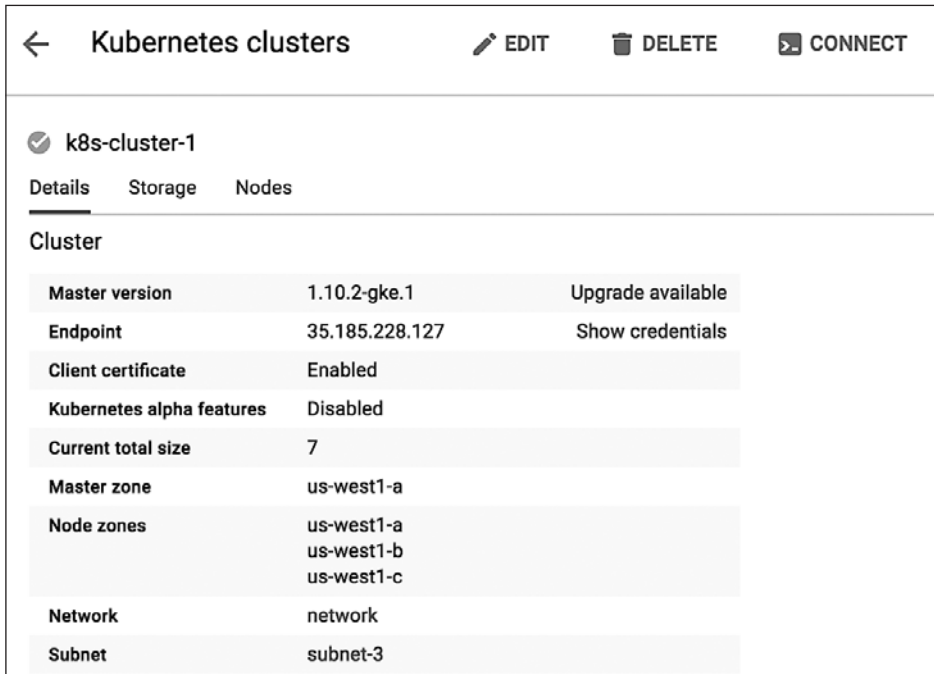 Kubernetes clusters EDIT DELETE CONNECT
k8s-cluster-1
Details Storage Nodes
Cluster
Master version 1.10.2-gke.1 Upgrade available
Endpoint 35.185.228.127 Show credentials
Client certificate Enabled
Kubernetes alpha features Disabled
Current total size 7
Master zone us-west1-a
Node zones us-west1-a
us-west1-b
us-west1-c
Network network
Subnet subnet-3